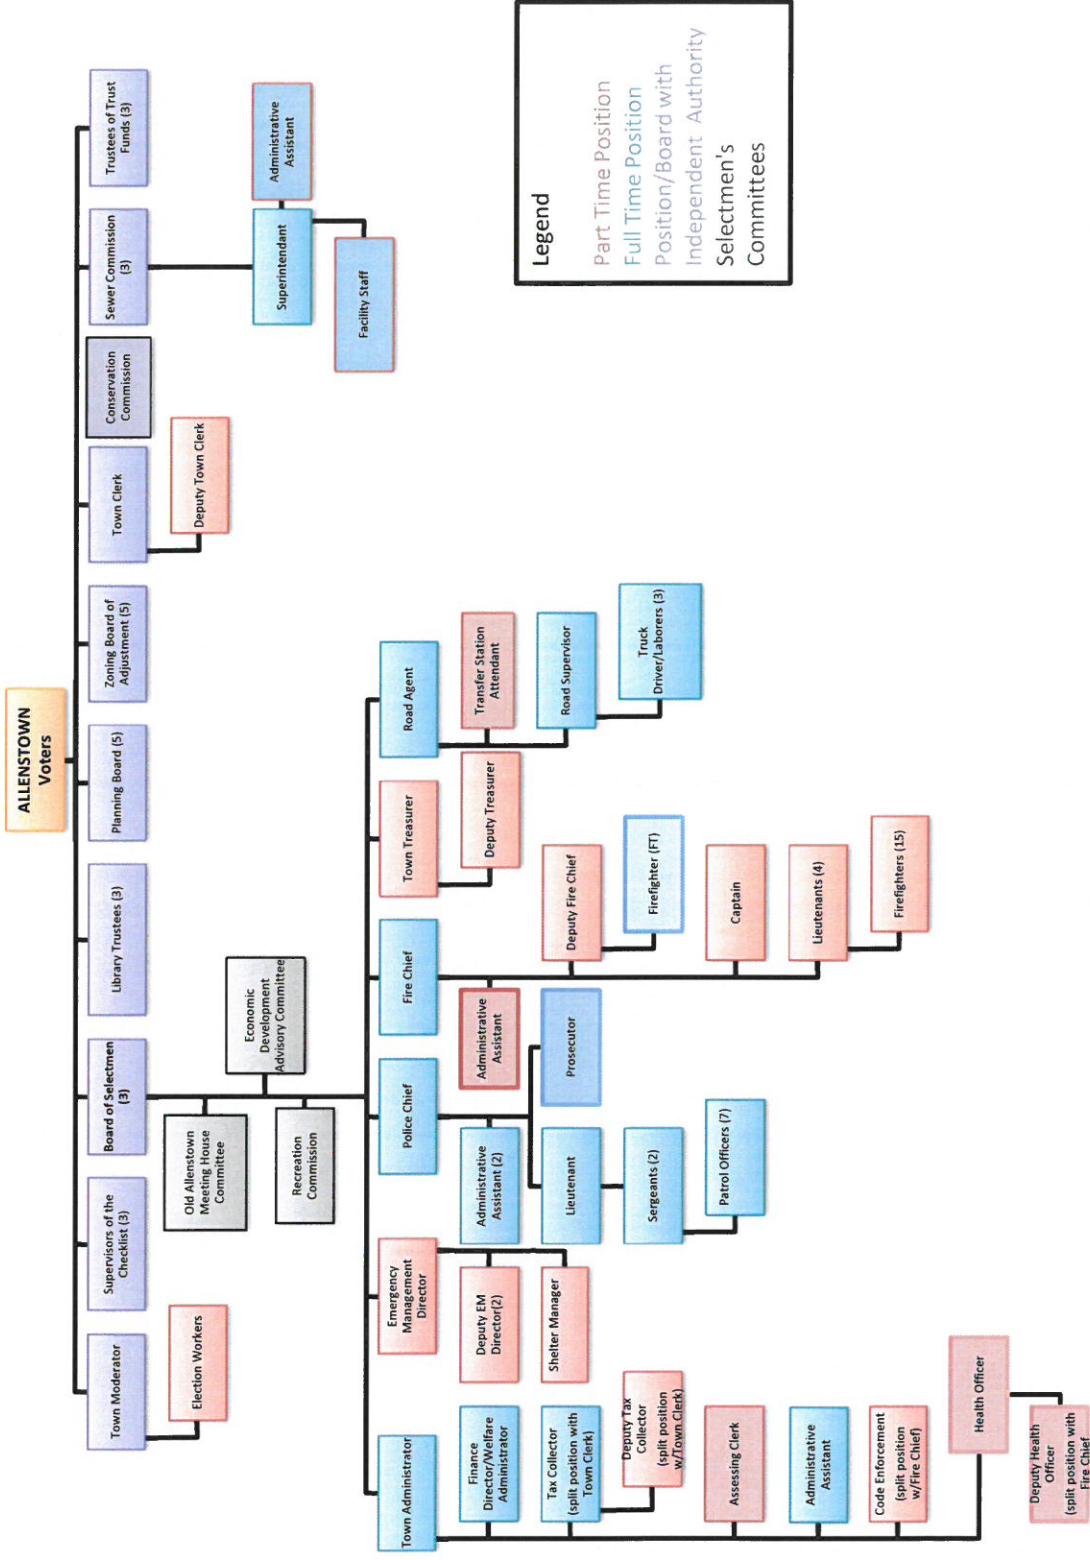 ALLENSTOWN
Voters
Town Moderator
Election Workers
Supervisors of the
Checklist (3)
Board of Selectmen
(3)
Library Trustees (3)
Planning Board (5)
Zoning Board of
Adjustment (5)
Town Clerk
Deputy Town Clerk
Conservation
Commission
Sewer Commission
(3)
Trustees of Trust
Funds (3)
Superintendant
Administrative
Assistant
Facility Staff
Old Allenstown
Meeting House
Committee
Economic
Development
Advisory Committee
Recreation
Commission
Town Administrator
Finance
Director/Welfare
Administrator
Tax Collector
(split position with
Town Clerk)
Deputy Tax
Collector
(split position
w/Town Clerk)
Assessing Clerk
Administrative
Assistant
Code Enforcement
(split position
w/Fire Chief)
Health Officer
Deputy Health
Officer
(split position with
Fire Chief
Emergency
Management
Director
Deputy EM
Director(2)
Shelter Manager
Police Chief
Administrative
Assistant (2)
Lieutenant
Prosecutor
Sergeants (2)
Patrol Officers (7)
Fire Chief
Administrative
Assistant
Deputy Fire Chief
Firefighter (FT)
Captain
Lieutenants (4)
Firefighters (15)
Town Treasurer
Deputy Treasurer
Road Agent
Transfer Station
Attendant
Road Supervisor
Truck
Driver/Laborers (3)
Legend
Part Time Position
Full Time Position
Position/Board with
Independent Authority
Selectmen's
Committees